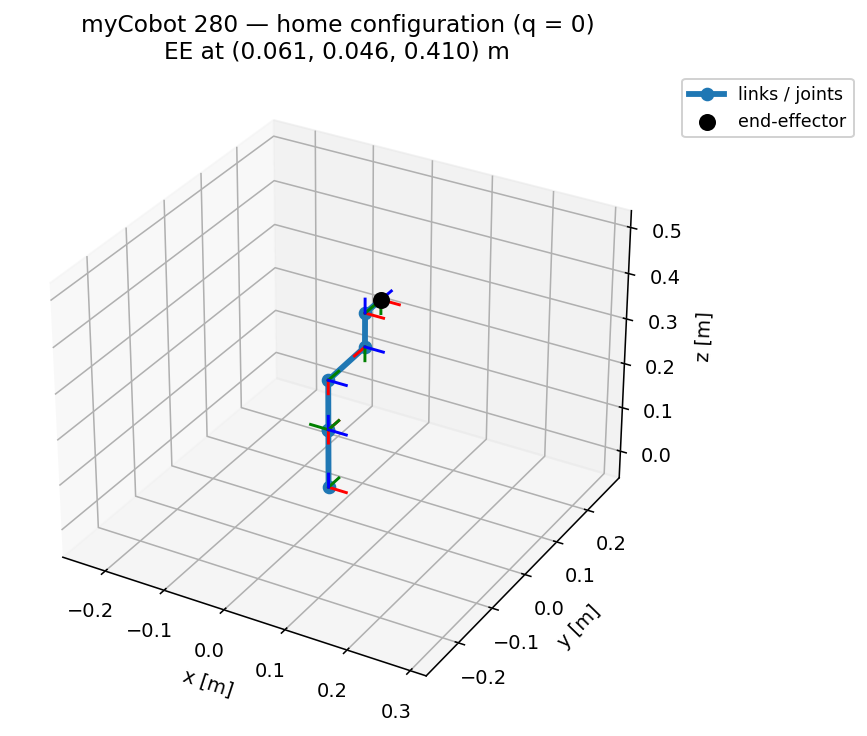 myCobot 280 — home configuration (q = 0)
EE at (0.061, 0.046, 0.410) m
links / joints
end-effector
0.5
0.4
0.3
0.2
0.1
0.0
z [m]
0.2
0.1
0.0
−0.1
−0.2
y [m]
−0.2
−0.1
0.0
0.1
0.2
0.3
x [m]